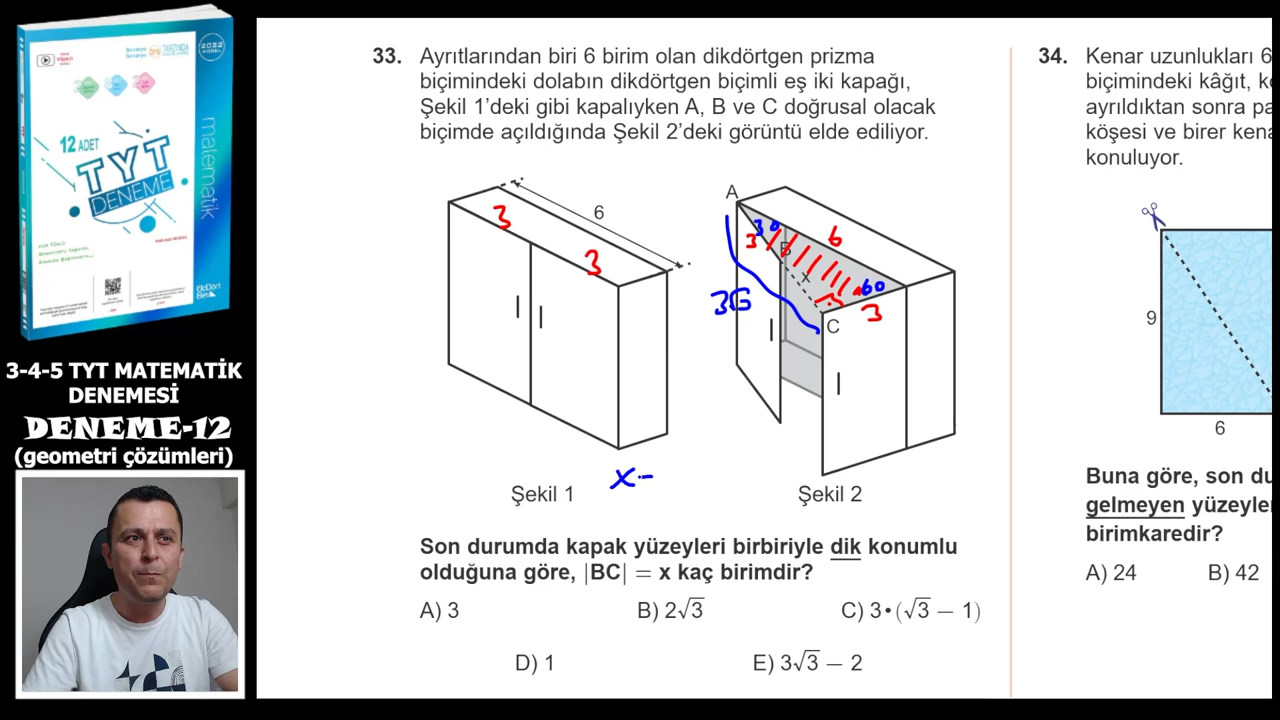 2022
12 ADET
TYT
DENEME
matematik
3-4-5 TYT MATEMATİK
DENEMESİ
DENEME-12
(geometri çözümleri)
33. Ayrıtlarından biri 6 birim olan dikdörtgen prizma
biçimindeki dolabın dikdörtgen biçimli eş iki kapağı,
Şekil 1'deki gibi kapalıyken A, B ve C doğrusal olacak
biçimde açıldığında Şekil 2'deki görüntü elde ediliyor.
6
3
3
Şekil 1
x=
A
30
3
6
B
x
60
3√3
3
C
Şekil 2
Son durumda kapak yüzeyleri birbiriyle dik konumlu
olduğuna göre, |BC| = x kaç birimdir?
A) 3 B) 2√3 C) 3•(√3 − 1)
D) 1 E) 3√3 − 2
34. Kenar uzunlukları 6
biçimindeki kâğıt,
ayrıldıktan sonra
köşesi ve birer
konuluyor.
9
6
Buna göre, son
gelmeyen
birimkaredir?
A) 24 B) 42